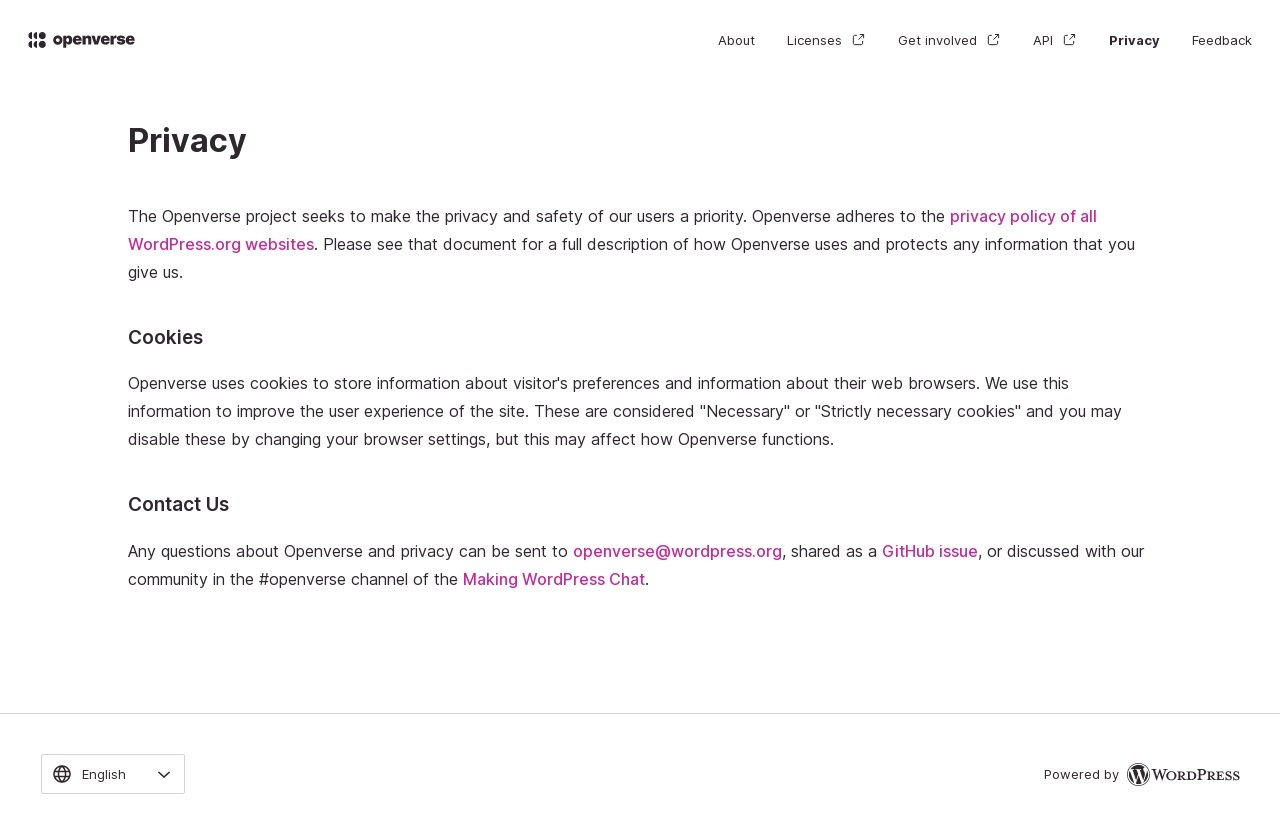 openverse
About Licenses Get involved API Privacy Feedback
Privacy
The Openverse project seeks to make the privacy and safety of our users a priority. Openverse adheres to the privacy policy of all
WordPress.org websites. Please see that document for a full description of how Openverse uses and protects any information that you
give us.
Cookies
Openverse uses cookies to store information about visitor's preferences and information about their web browsers. We use this
information to improve the user experience of the site. These are considered "Necessary" or "Strictly necessary cookies" and you may
disable these by changing your browser settings, but this may affect how Openverse functions.
Contact Us
Any questions about Openverse and privacy can be sent to openverse@wordpress.org, shared as a GitHub issue, or discussed with our
community in the #openverse channel of the Making WordPress Chat.
English
Powered by WordPress